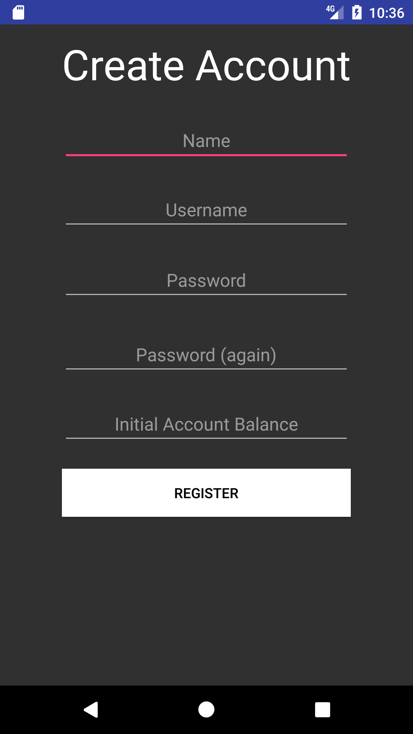 4G 10:36
Create Account
Name
Username
Password
Password (again)
Initial Account Balance
REGISTER